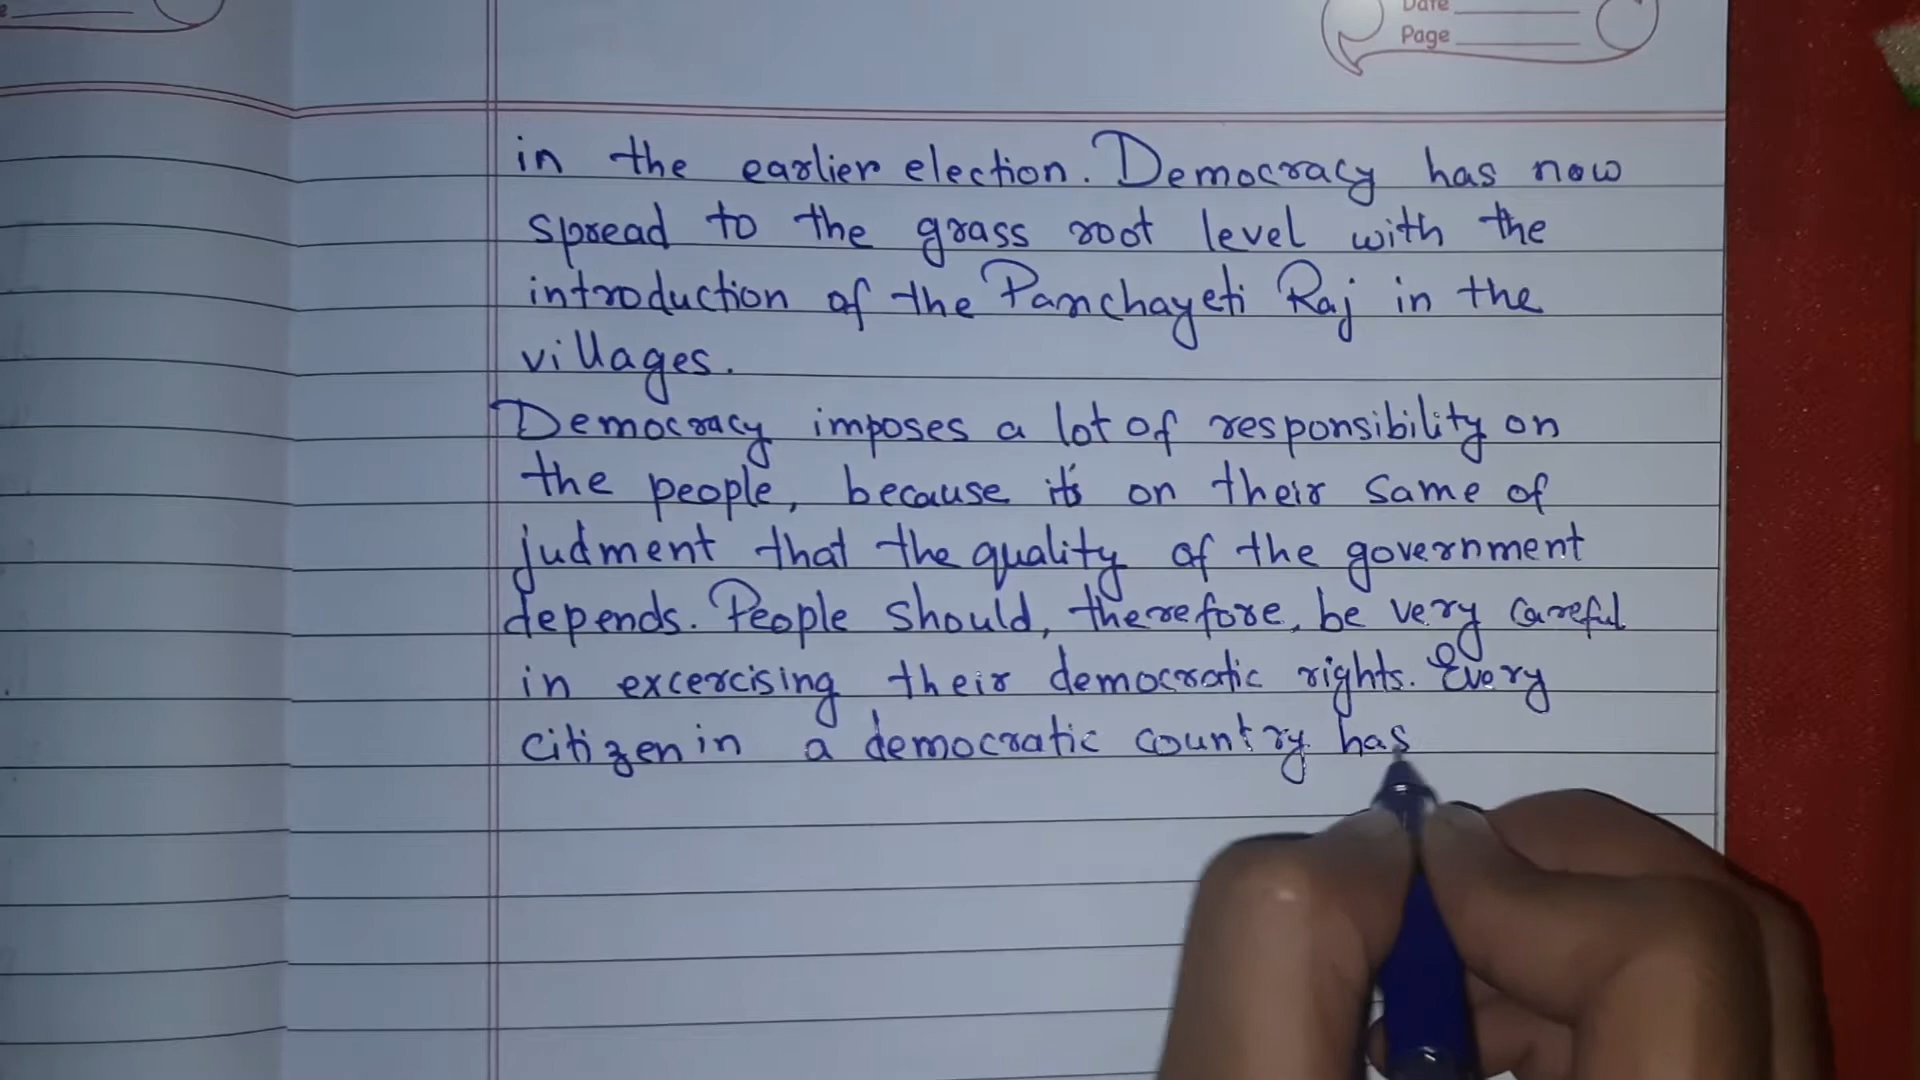 Date
Page
in the earlier election. Democracy has now
spread to the grass root level with the
introduction of the Panchayeti Raj in the
villages.
Democracy imposes a lot of responsibility on
the people, because it's on their same of
judment that the quality of the government
depends. People should, therefore, be very careful
in excercising their democratic rights. Every
citizen in a democratic country has